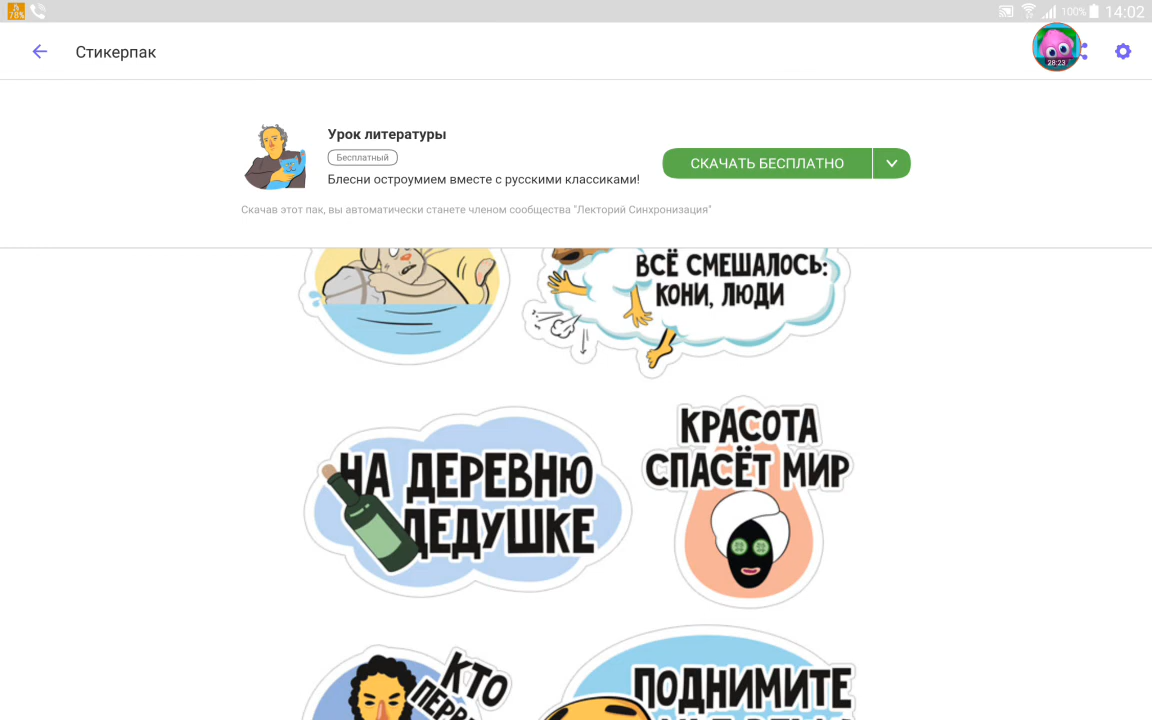 5
78%
100%
14:02
Стикерпак
28:23
Урок литературы
Бесплатный
Блесни остроумием вместе с русскими классиками!
СКАЧАТЬ БЕСПЛАТНО
Скачав этот пак, вы автоматически станете членом сообщества "Лекторий Синхронизация"
ВСЁ СМЕШАЛОСЬ:
КОНИ, ЛЮДИ
НА ДЕРЕВНЮ
ДЕДУШКЕ
КРАСОТА
СПАСЁТ МИР
КТО
ПОДНИМИТЕ